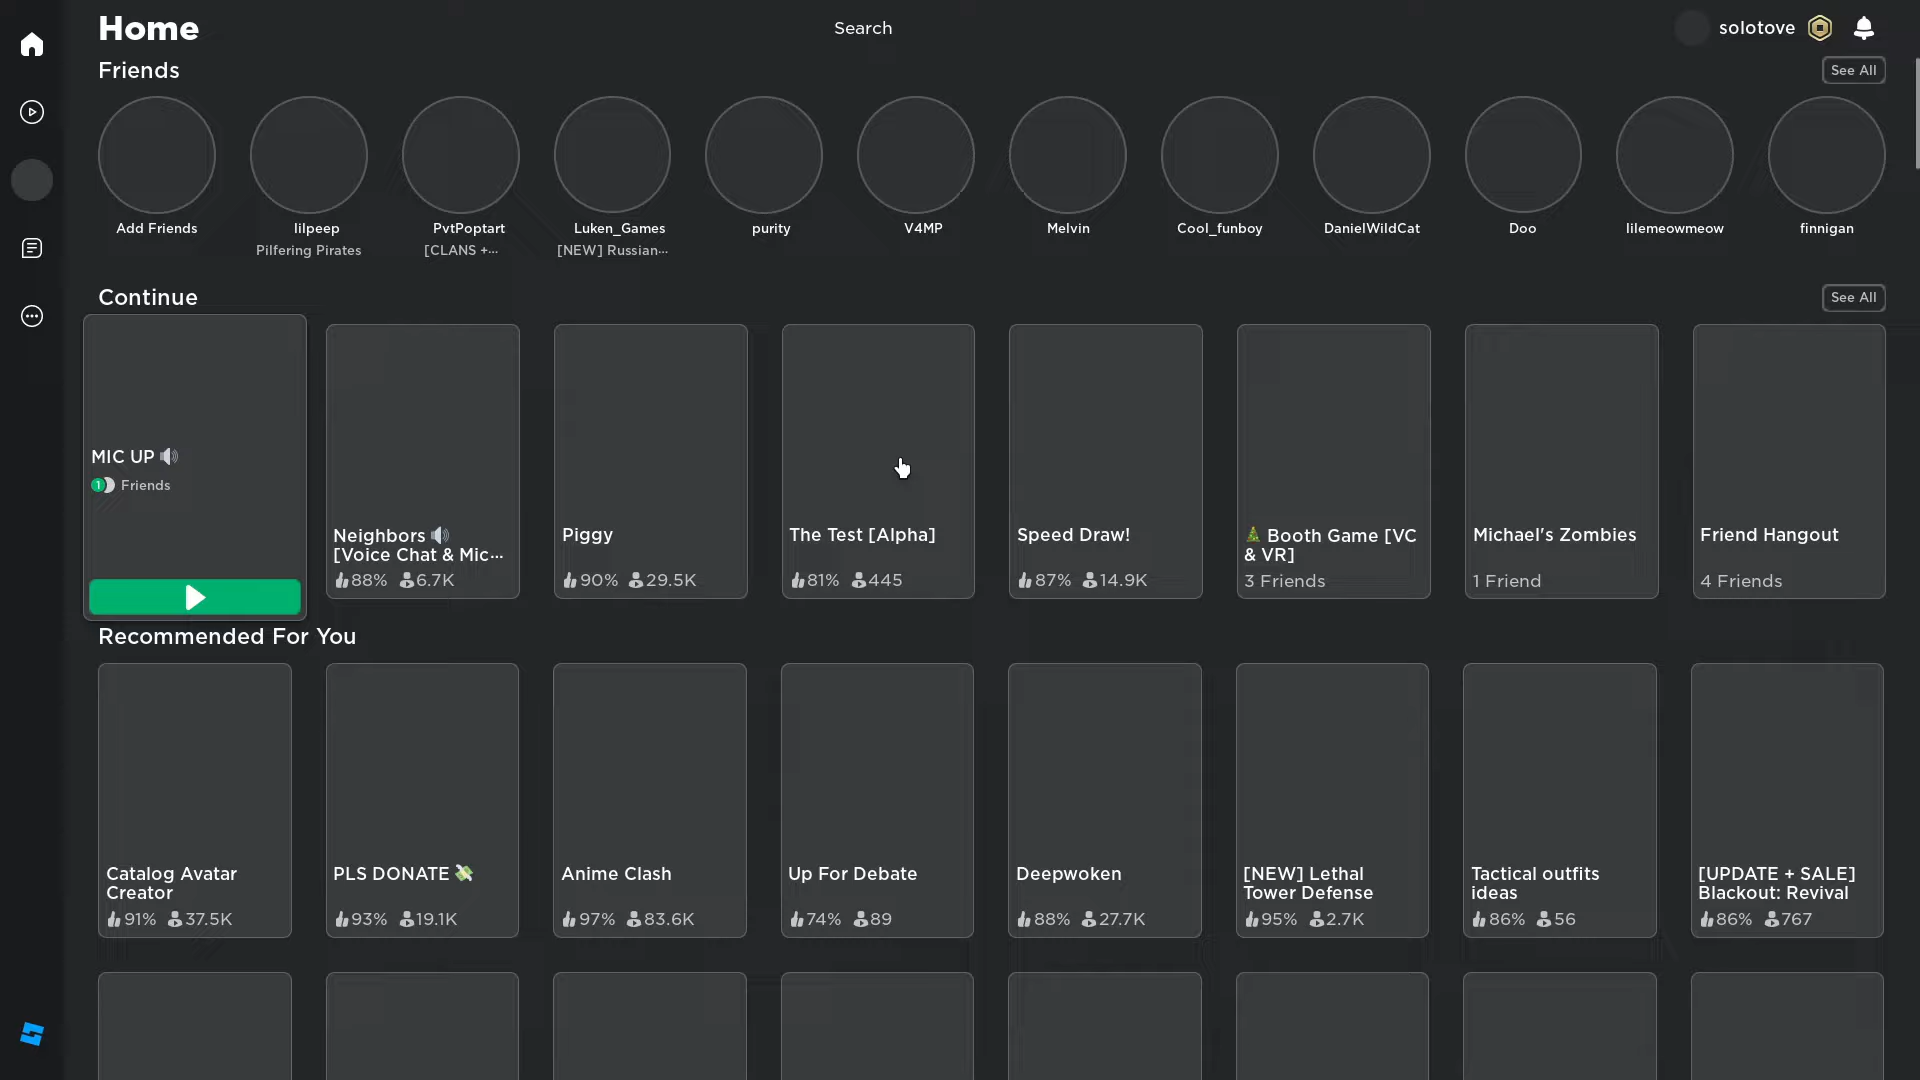 Home
Search
solotove
Friends
See All
Add Friends
lilpeep
Pilfering Pirates
PvtPoptart
[CLANS +...
Luken_Games
[NEW] Russian...
purity
V4MP
Melvin
Cool_funboy
DanielWildCat
Doo
lilemeowmeow
finnigan
Continue
See All
MIC UP 🔊
1 Friends
Neighbors 🔊
[Voice Chat & Mic...
88% 6.7K
Piggy
90% 29.5K
The Test [Alpha]
81% 445
Speed Draw!
87% 14.9K
🎄 Booth Game [VC
& VR]
3 Friends
Michael's Zombies
1 Friend
Friend Hangout
4 Friends
Recommended For You
Catalog Avatar
Creator
91% 37.5K
PLS DONATE 💸
93% 19.1K
Anime Clash
97% 83.6K
Up For Debate
74% 89
Deepwoken
88% 27.7K
[NEW] Lethal
Tower Defense
95% 2.7K
Tactical outfits
ideas
86% 56
[UPDATE + SALE]
Blackout: Revival
86% 767